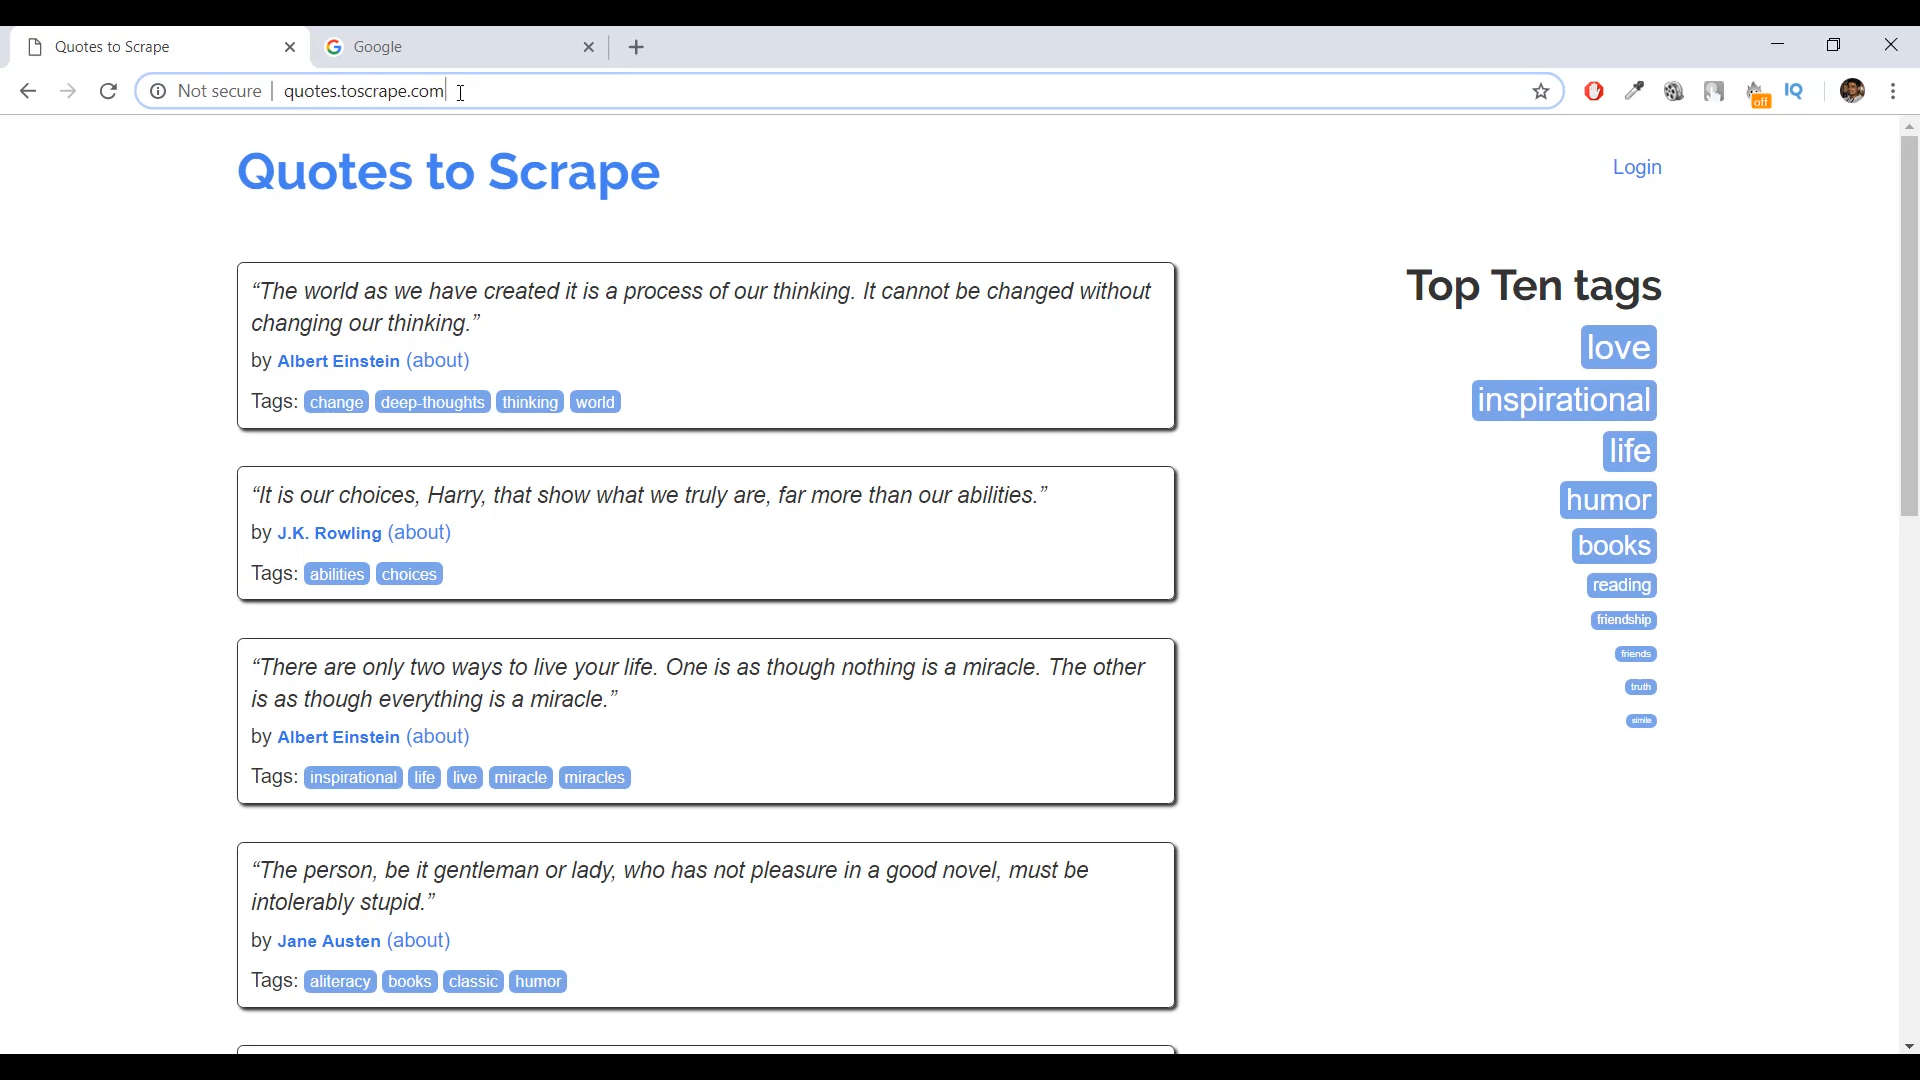 Quotes to Scrape
Google
Not secure
quotes.toscrape.com
off
IQ
Quotes to Scrape
Login
“The world as we have created it is a process of our thinking. It cannot be changed without
changing our thinking.”
by Albert Einstein (about)
Tags: change deep-thoughts thinking world
“It is our choices, Harry, that show what we truly are, far more than our abilities.”
by J.K. Rowling (about)
Tags: abilities choices
“There are only two ways to live your life. One is as though nothing is a miracle. The other
is as though everything is a miracle.”
by Albert Einstein (about)
Tags: inspirational life live miracle miracles
“The person, be it gentleman or lady, who has not pleasure in a good novel, must be
intolerably stupid.”
by Jane Austen (about)
Tags: aliteracy books classic humor
Top Ten tags
love
inspirational
life
humor
books
reading
friendship
friends
truth
simile